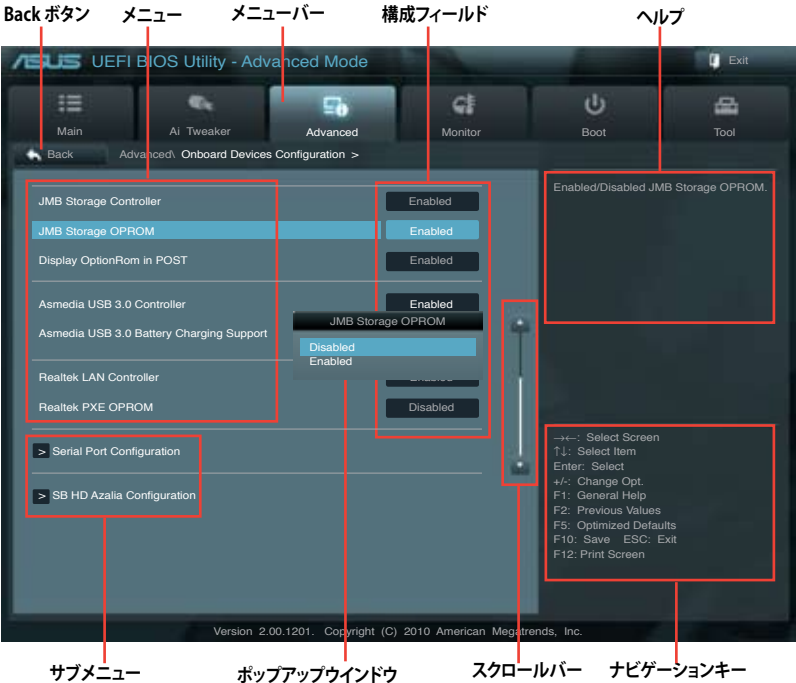 Back ボタン
メニュー
メニューバー
構成フィールド
ヘルプ
ASUS UEFI BIOS Utility - Advanced Mode
Exit
Main
Ai Tweaker
Advanced
Monitor
Boot
Tool
Back
Advanced\ Onboard Devices Configuration >
JMB Storage Controller
Enabled
Enabled/Disabled JMB Storage OPROM.
JMB Storage OPROM
Enabled
Display OptionRom in POST
Enabled
Asmedia USB 3.0 Controller
Enabled
Asmedia USB 3.0 Battery Charging Support
JMB Storage OPROM
Disabled
Enabled
Realtek LAN Controller
Enabled
Realtek PXE OPROM
Disabled
> Serial Port Configuration
> SB HD Azalia Configuration
→←: Select Screen
↑↓: Select Item
Enter: Select
+/-: Change Opt.
F1: General Help
F2: Previous Values
F5: Optimized Defaults
F10: Save ESC: Exit
F12: Print Screen
Version 2.00.1201. Copyright (C) 2010 American Megatrends, Inc.
サブメニュー
ポップアップウインドウ
スクロールバー
ナビゲーションキー